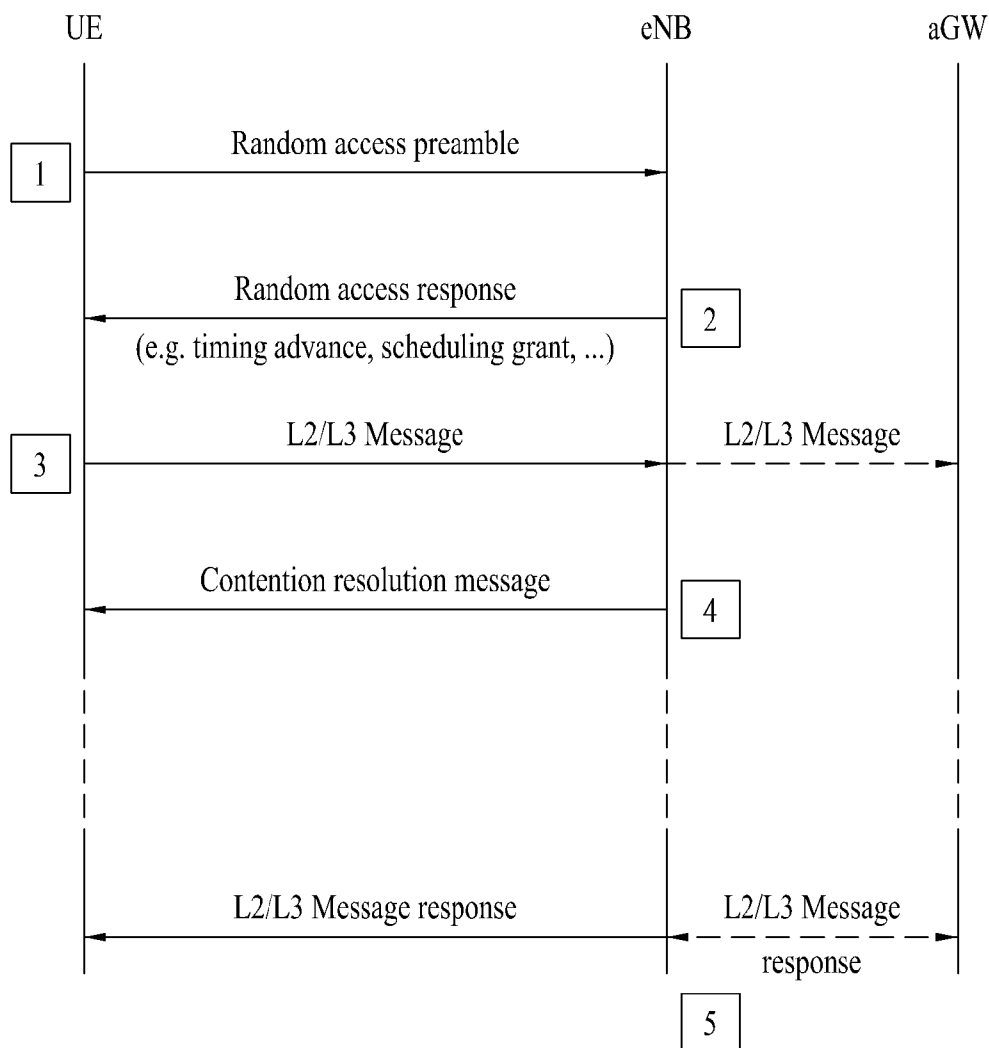 UE eNB aGW
Random access preamble
1
Random access response
2
(e.g. timing advance, scheduling grant, ...)
L2/L3 Message L2/L3 Message
3
Contention resolution message
4
L2/L3 Message response L2/L3 Message
response
5